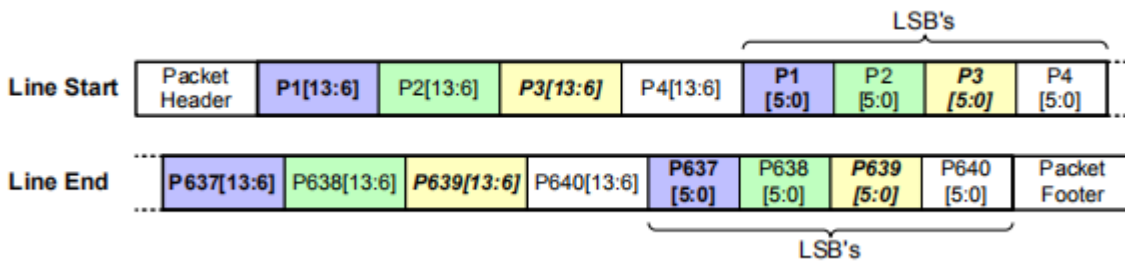 LSB's
Line Start
Packet Header
P1[13:6]
P2[13:6]
P3[13:6]
P4[13:6]
P1 [5:0]
P2 [5:0]
P3 [5:0]
P4 [5:0]
Line End
P637[13:6]
P638[13:6]
P639[13:6]
P640[13:6]
P637 [5:0]
P638 [5:0]
P639 [5:0]
P640 [5:0]
Packet Footer
LSB's